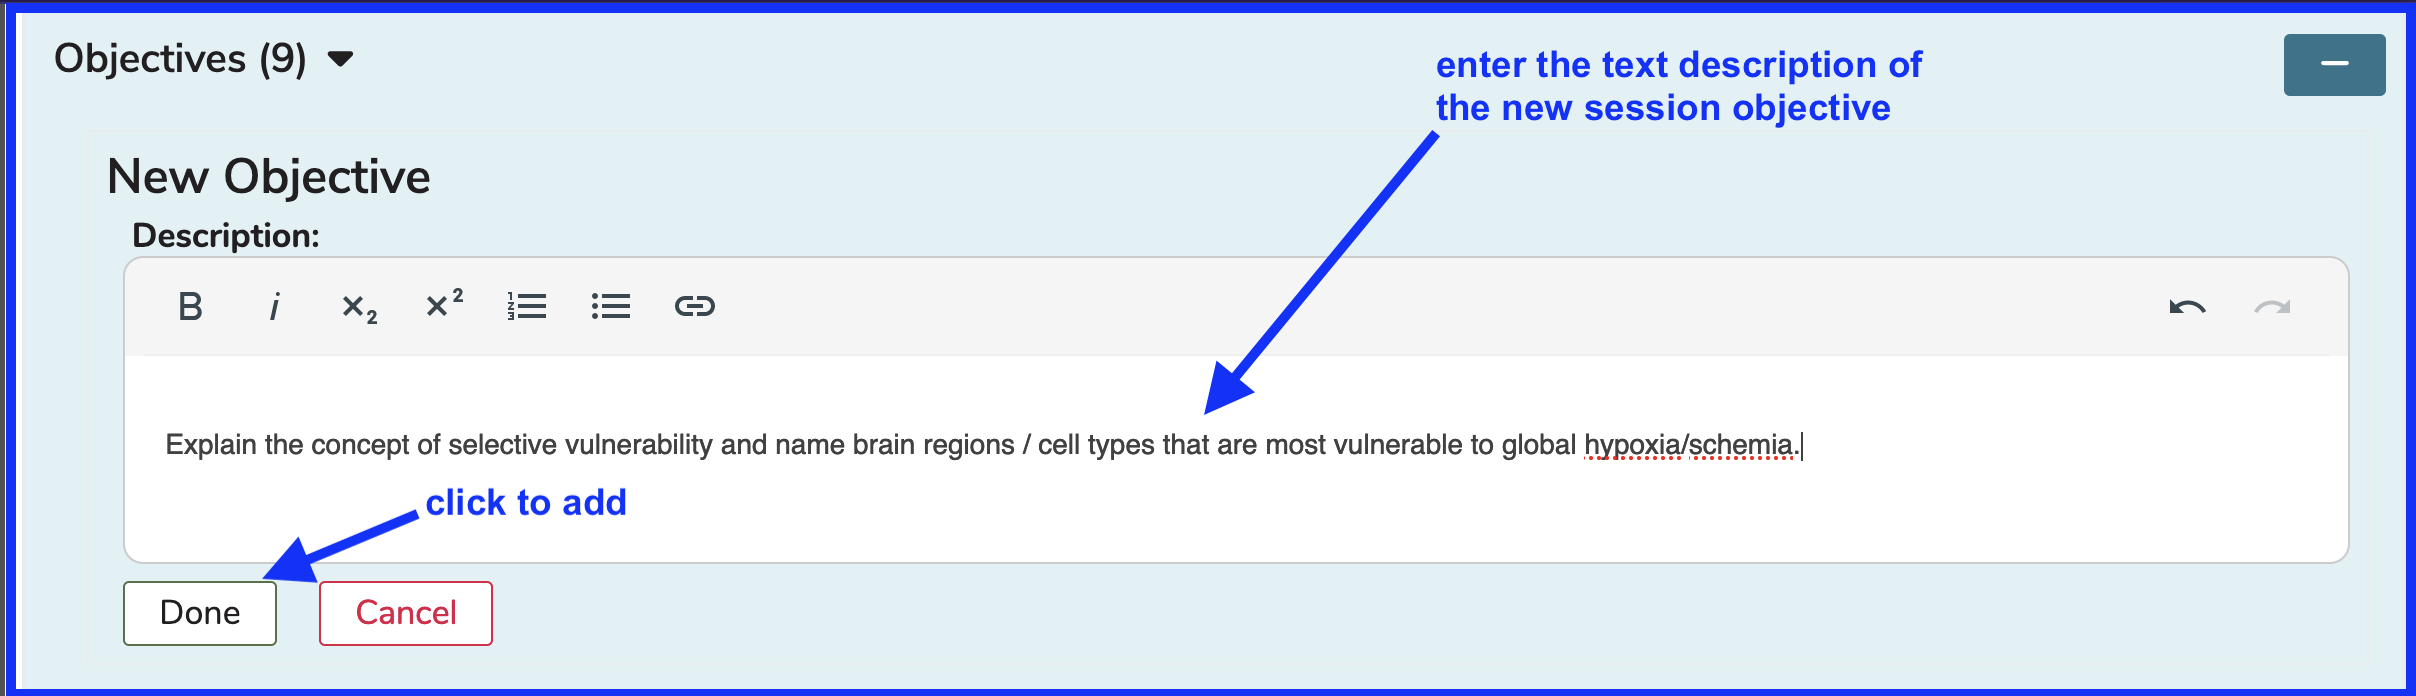 Objectives (9)
enter the text description of
the new session objective
New Objective
Description:
B i x₂ x²
Explain the concept of selective vulnerability and name brain regions / cell types that are most vulnerable to global hypoxia/schemia.
click to add
Done Cancel